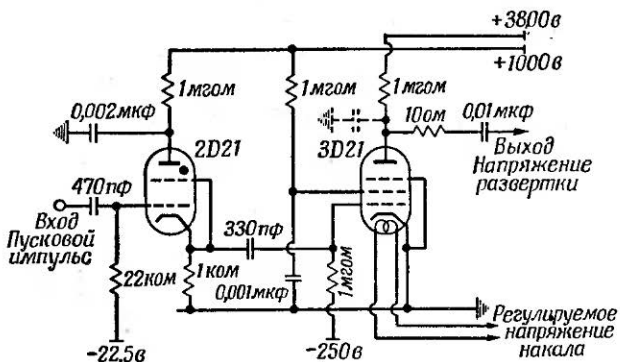 +3800в
+1000в
1мгом
1мгом
1мгом
0,002мкф
10ом
0,01мкф
2D21
3D21
Выход
Напряжение
развертки
470пф
Вход
Пусковой
импульс
330пф
22ком
1ком
0,001мкф
1мгом
-22,5в
-250в
Регулируемое
напряжение
накала